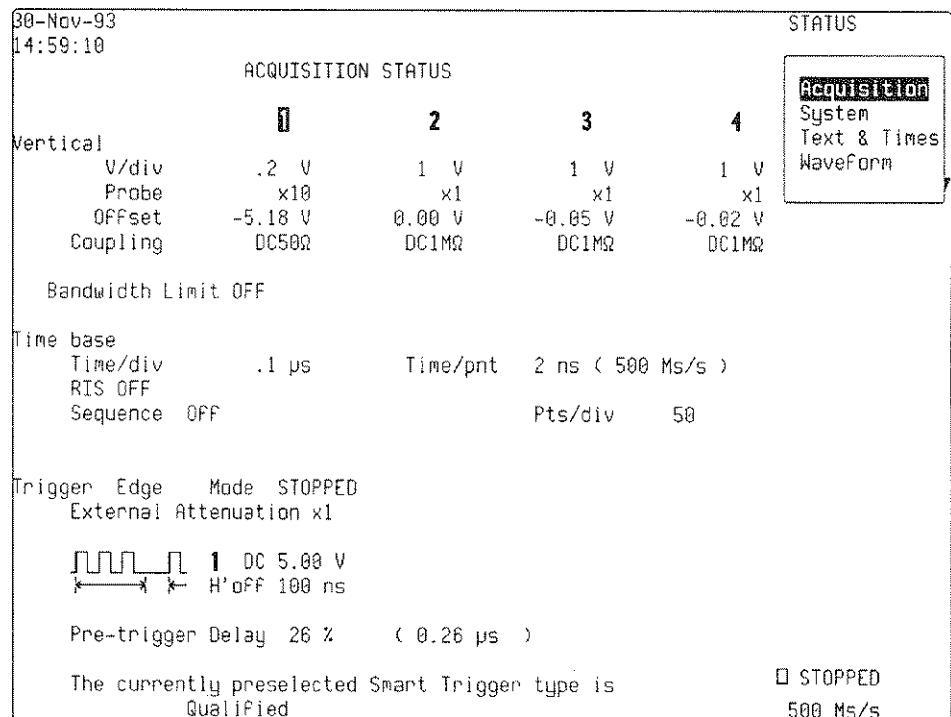 30-Nov-93 STATUS
14:59:10
ACQUISITION STATUS
Acquisition
System
Text & Times
Waveform
1 2 3 4
Vertical
V/div .2 V 1 V 1 V 1 V
Probe x10 x1 x1 x1
Offset -5.18 V 0.00 V -0.05 V -0.02 V
Coupling DC50Ω DC1MΩ DC1MΩ DC1MΩ
Bandwidth Limit OFF
Time base
Time/div .1 µs Time/pnt 2 ns ( 500 Ms/s )
RIS OFF
Sequence OFF Pts/div 50
Trigger Edge Mode STOPPED
External Attenuation x1
1 DC 5.00 V
H'off 100 ns
Pre-trigger Delay 26 % ( 0.26 µs )
The currently preselected Smart Trigger type is
Qualified
STOPPED
500 Ms/s